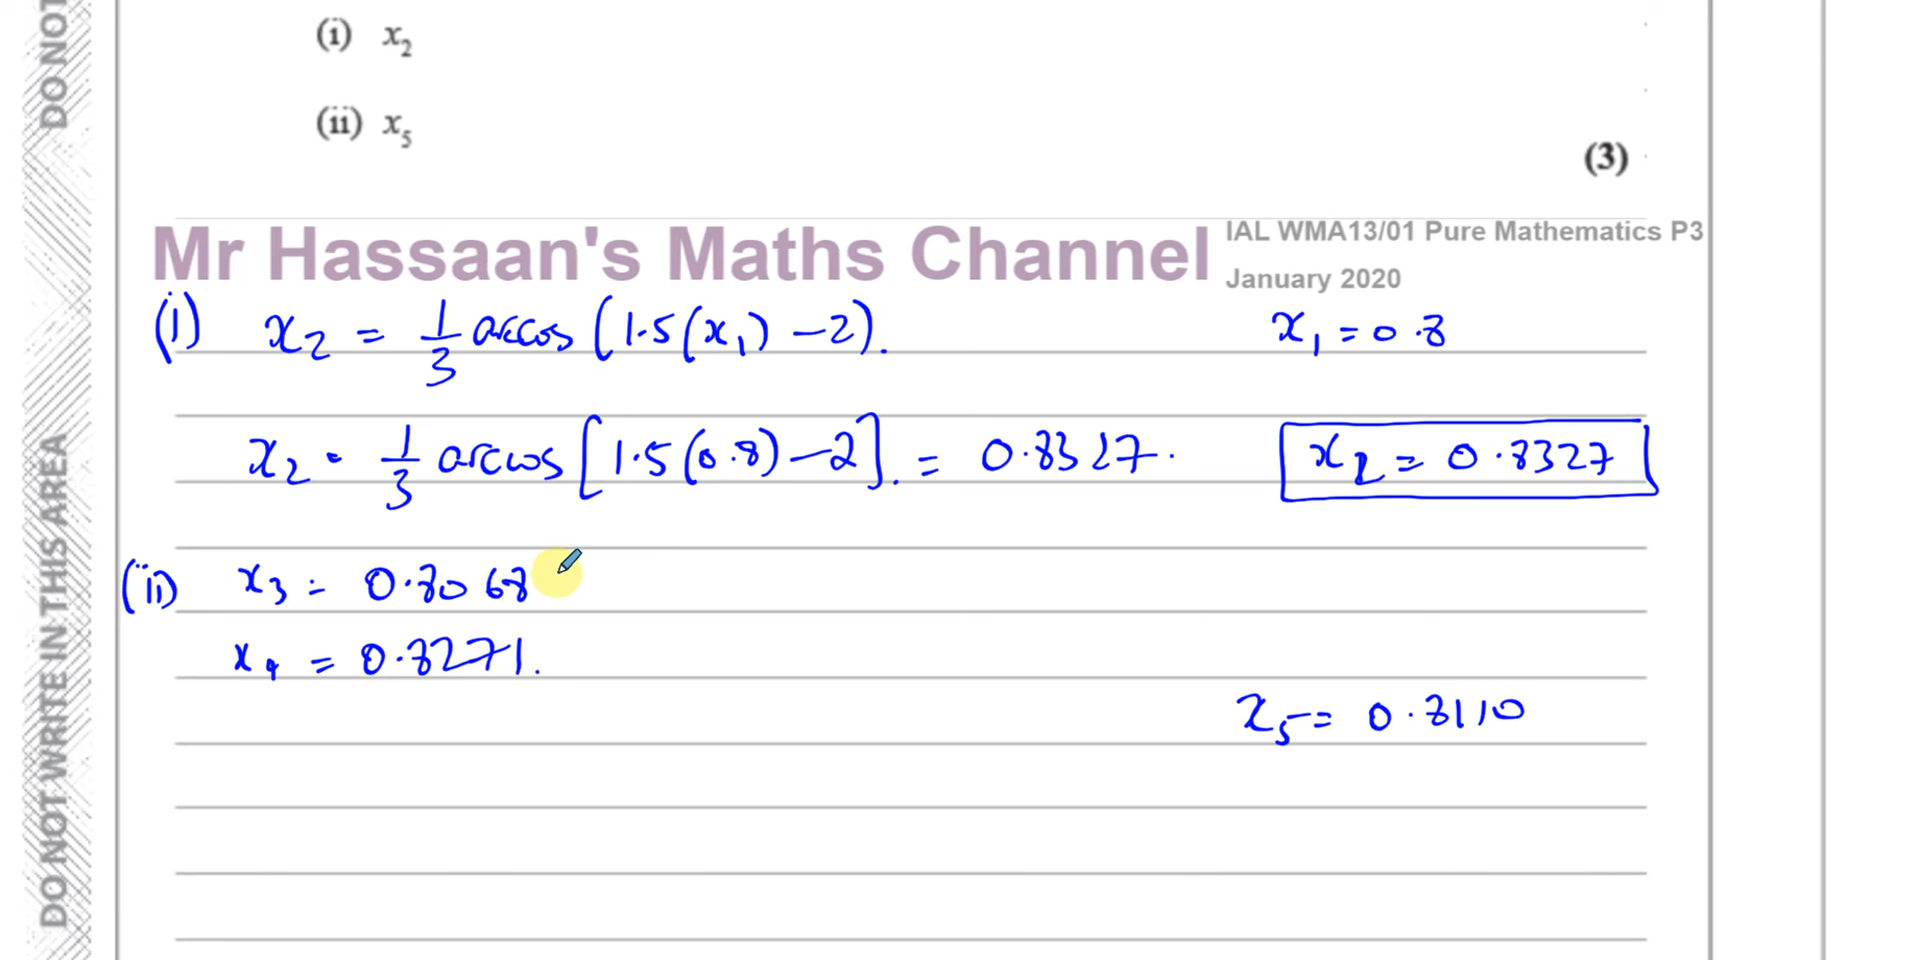 (i) x₂
(ii) x₅
(3)
Mr Hassaan's Maths Channel
IAL WMA13/01 Pure Mathematics P3
January 2020
(i) x₂ = 1/3 arccos (1.5(x₁) - 2).
x₁ = 0.8
x₂ = 1/3 arccos [1.5(0.8) - 2]. = 0.8327.
x₂ = 0.8327
(ii) x₃ = 0.8068
x₄ = 0.8271.
x₅ = 0.8110
DO NOT
DO NOT WRITE IN THIS AREA